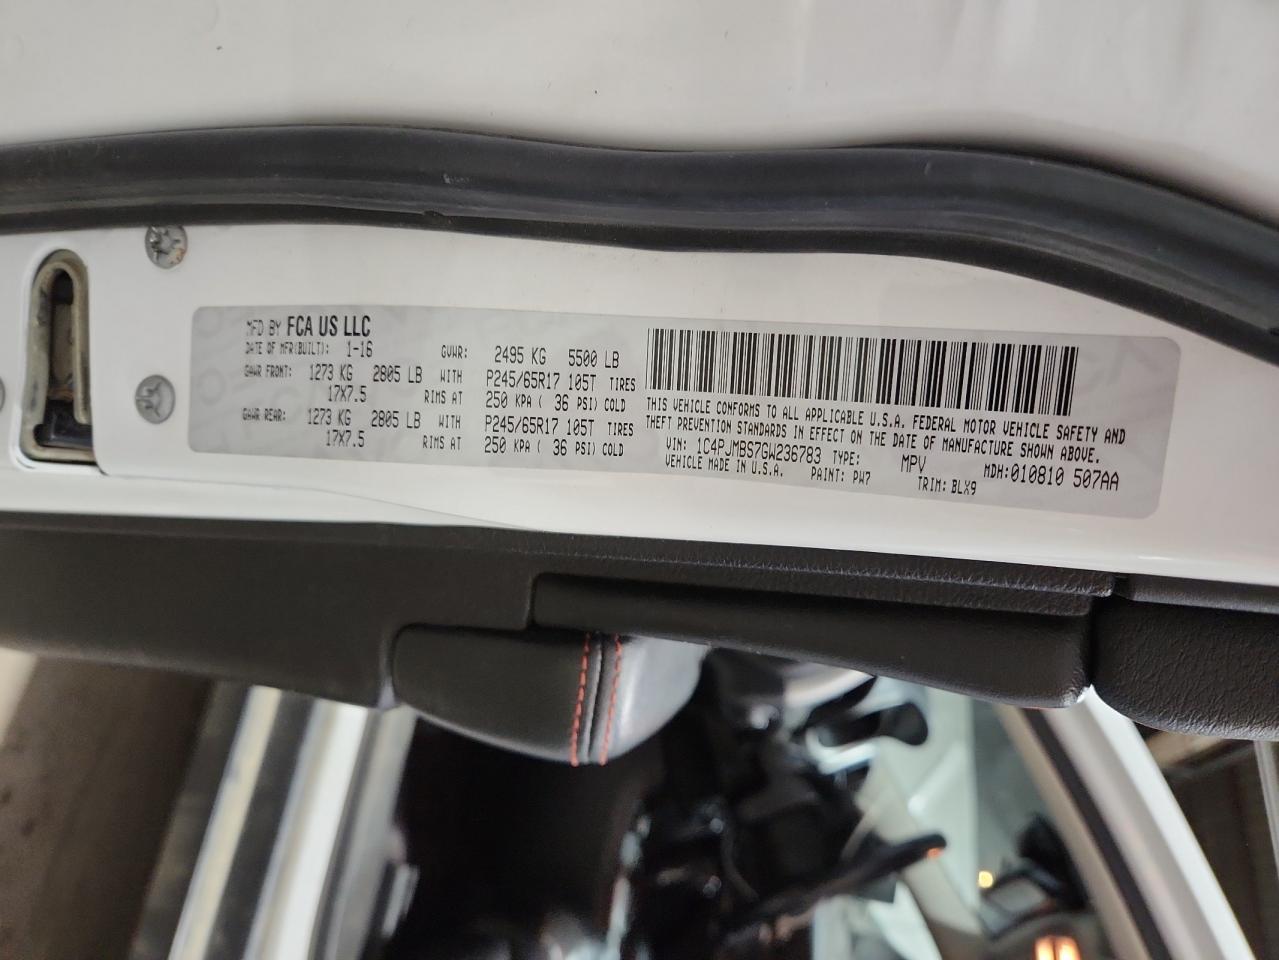 MFD BY FCA US LLC
DATE OF MFR(BUILT): 1-16 GVWR: 2495 KG 5500 LB
GAWR FRONT: 1273 KG 2805 LB WITH P245/65R17 105T TIRES
17X7.5 RIMS AT 250 KPA ( 36 PSI) COLD
GAWR REAR: 1273 KG 2805 LB WITH P245/65R17 105T TIRES
17X7.5 RIMS AT 250 KPA ( 36 PSI) COLD
THIS VEHICLE CONFORMS TO ALL APPLICABLE U.S.A. FEDERAL MOTOR VEHICLE SAFETY AND
THEFT PREVENTION STANDARDS IN EFFECT ON THE DATE OF MANUFACTURE SHOWN ABOVE.
VIN: 1C4PJMBS7GW236783 TYPE: MPV MDH:010810 507AA
VEHICLE MADE IN U.S.A. PAINT: PW7 TRIM: BLX9